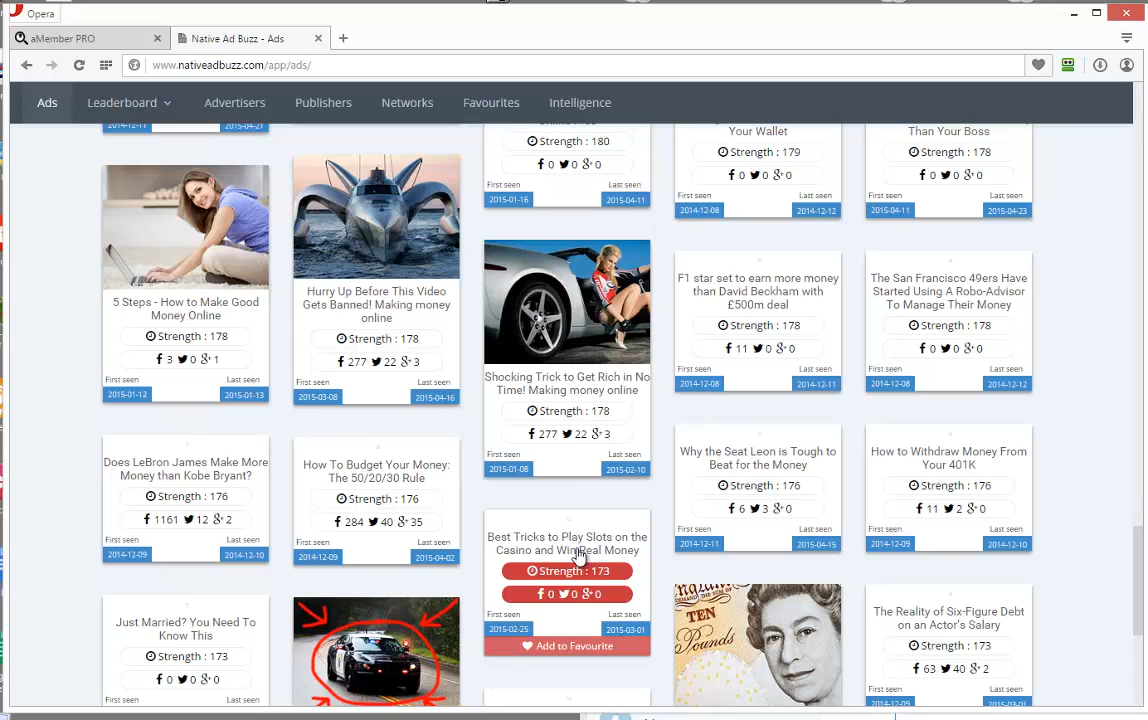 Opera
aMember PRO
Native Ad Buzz - Ads
www.nativeadbuzz.com/app/ads/
Ads
Leaderboard
Advertisers
Publishers
Networks
Favourites
Intelligence
2014-12-11
2015-04-21
5 Steps - How to Make Good
Money Online
Strength : 178
3 0 1
First seen
Last seen
2015-01-12
2015-01-13
Does LeBron James Make More
Money than Kobe Bryant?
Strength : 176
1161 12 2
First seen
Last seen
2014-12-09
2014-12-10
Just Married? You Need To
Know This
Strength : 173
0 0 0
First seen
Last seen
Hurry Up Before This Video
Gets Banned! Making money
online
Strength : 178
277 22 3
First seen
Last seen
2015-03-08
2015-04-16
How To Budget Your Money:
The 50/20/30 Rule
Strength : 176
284 40 35
First seen
Last seen
2014-12-09
2015-04-02
Strength : 180
0 0 0
First seen
Last seen
2015-01-16
2015-04-11
Shocking Trick to Get Rich in No
Time! Making money online
Strength : 178
277 22 3
First seen
Last seen
2015-01-08
2015-02-10
Best Tricks to Play Slots on the
Casino and Win Real Money
Strength : 173
0 0 0
First seen
Last seen
2015-02-25
2015-03-01
Add to Favourite
Your Wallet
Strength : 179
0 0 0
First seen
Last seen
2014-12-08
2014-12-12
F1 star set to earn more money
than David Beckham with
£500m deal
Strength : 178
11 0 0
First seen
Last seen
2014-12-08
2014-12-11
Why the Seat Leon is Tough to
Beat for the Money
Strength : 176
6 3 0
First seen
Last seen
2014-12-11
2015-04-15
TEN
Pounds
Than Your Boss
Strength : 178
0 0 0
First seen
Last seen
2015-04-11
2015-04-23
The San Francisco 49ers Have
Started Using A Robo-Advisor
To Manage Their Money
Strength : 178
0 0 0
First seen
Last seen
2014-12-08
2014-12-12
How to Withdraw Money From
Your 401K
Strength : 176
11 2 0
First seen
Last seen
2014-12-09
2014-12-10
The Reality of Six-Figure Debt
on an Actor's Salary
Strength : 173
63 40 2
First seen
Last seen
2014-12-09
2015-03-01